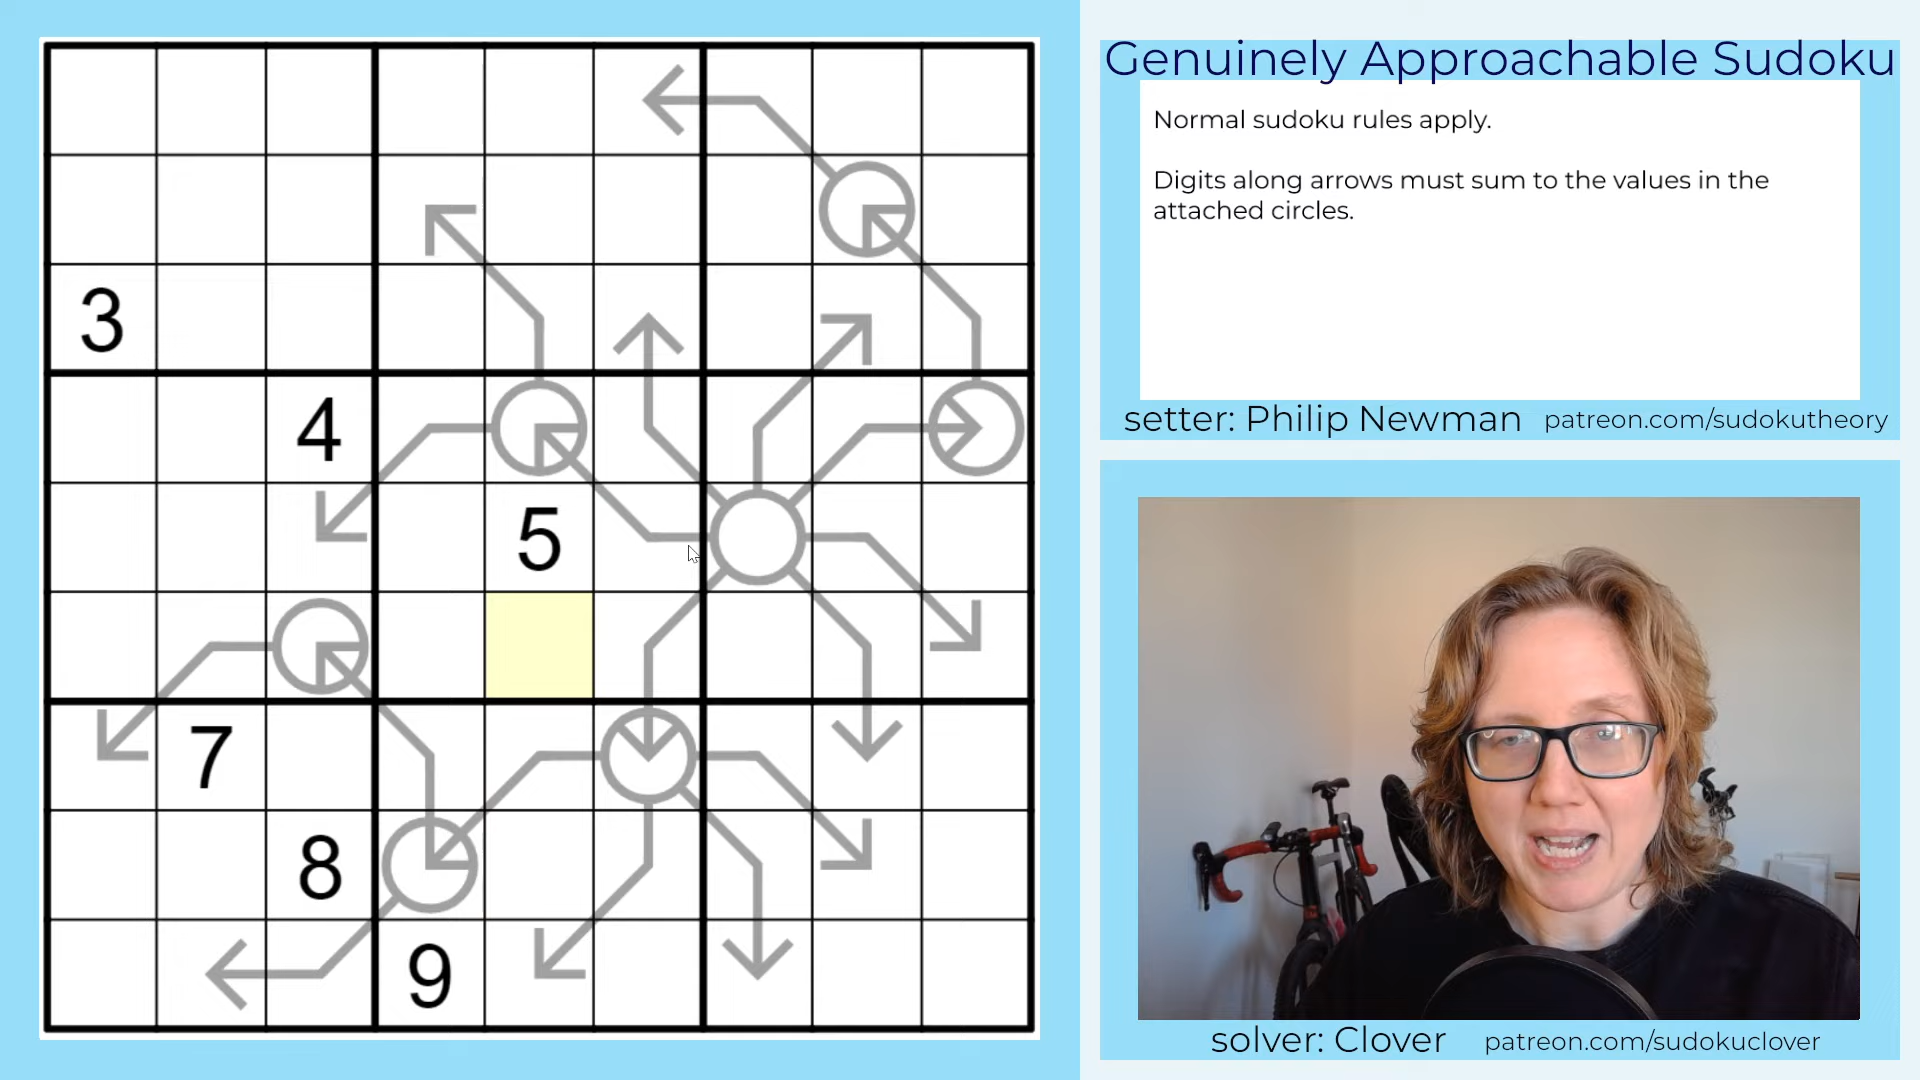 Genuinely Approachable Sudoku
Normal sudoku rules apply.
Digits along arrows must sum to the values in the
attached circles.
setter: Philip Newman patreon.com/sudokutheory
3
4
5
7
8
9
solver: Clover patreon.com/sudokuclover